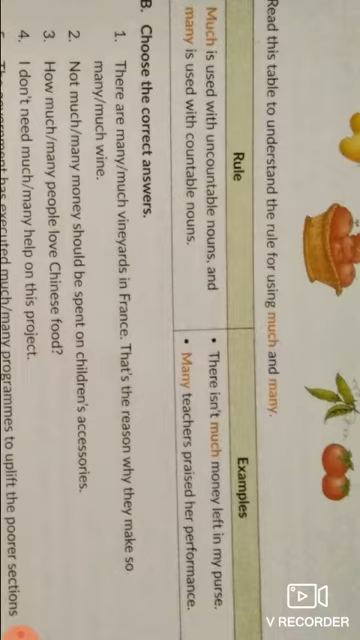 Read this table to understand the rule for using much and many.
Rule
Examples
Much is used with uncountable nouns, and
many is used with countable nouns.
• There isn't much money left in my purse.
• Many teachers praised her performance.
B. Choose the correct answers.
1. There are many/much vineyards in France. That's the reason why they make so
many/much wine.
2. Not much/many money should be spent on children's accessories.
3. How much/many people love Chinese food?
4. I don't need much/many help on this project.
The government has executed much/many programmes to uplift the poorer sections
V RECORDER